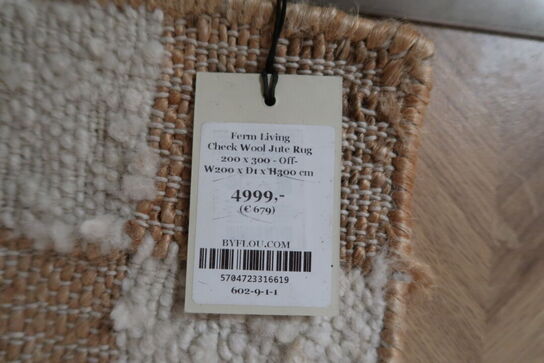 Ferm Living
Check Wool Jute Rug
200 x 300 - Off-
W200 x D1 x H300 cm
4999,-
(€ 679)
BYFLOU.COM
5704723316619
602-9-1-1